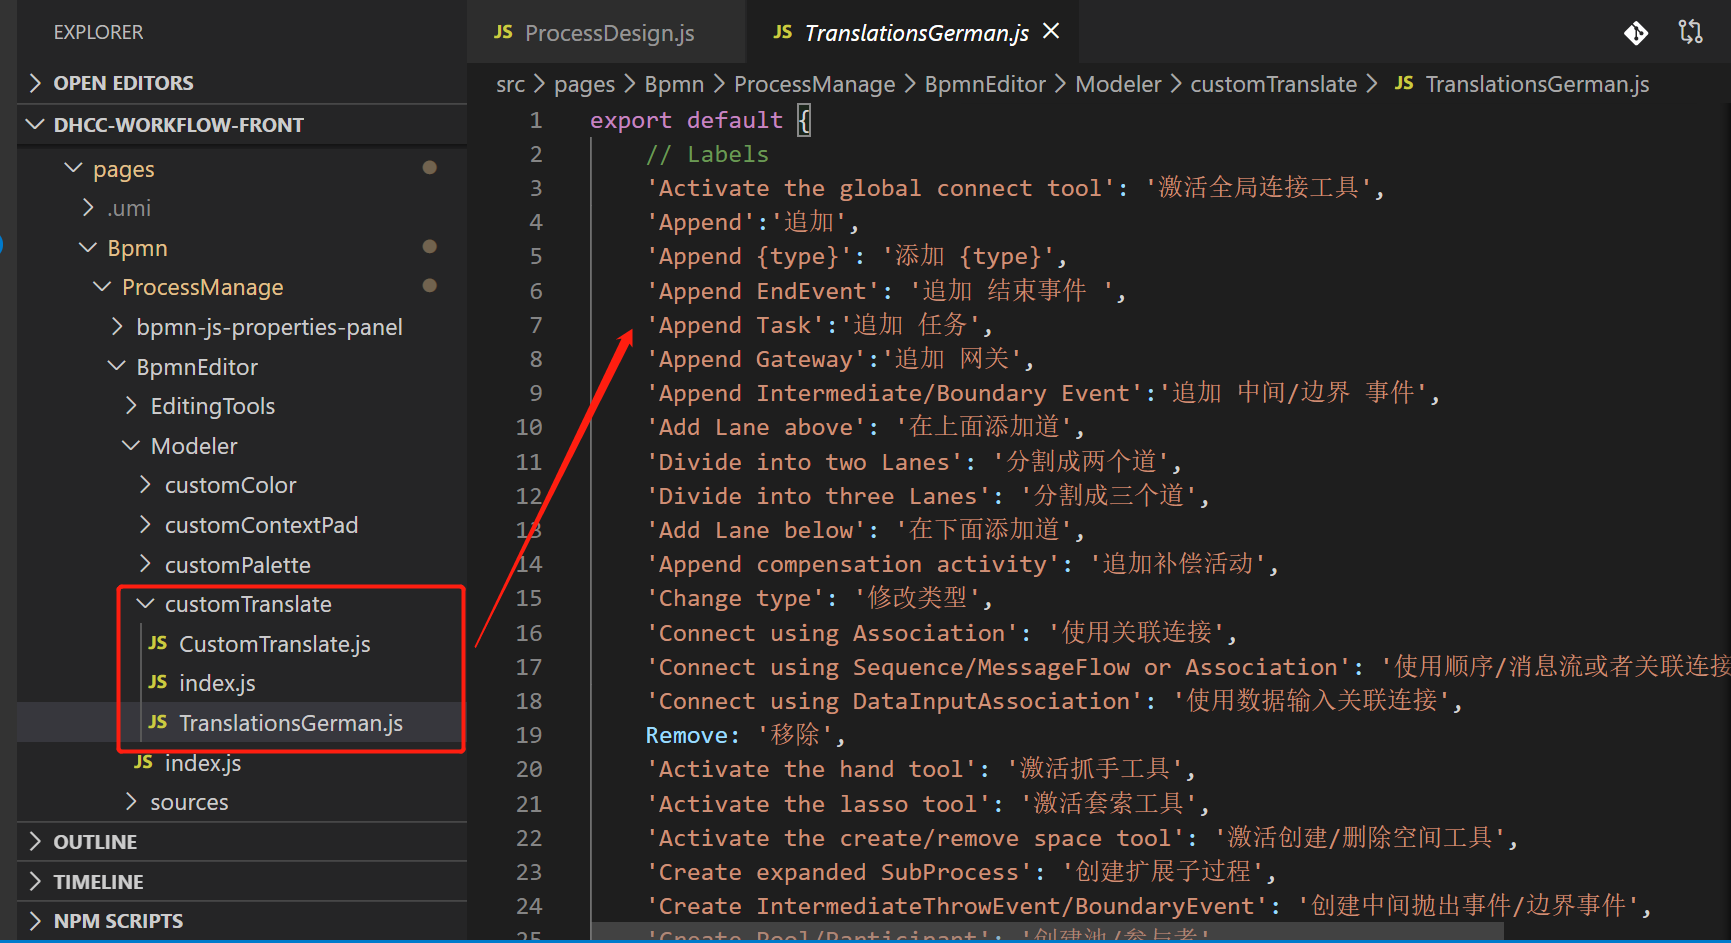 EXPLORER
OPEN EDITORS
DHCC-WORKFLOW-FRONT
pages
.umi
Bpmn
ProcessManage
bpmn-js-properties-panel
BpmnEditor
EditingTools
Modeler
customColor
customContextPad
customPalette
customTranslate
JS CustomTranslate.js
JS index.js
JS TranslationsGerman.js
JS index.js
sources
OUTLINE
TIMELINE
NPM SCRIPTS
JS ProcessDesign.js
JS TranslationsGerman.js
src > pages > Bpmn > ProcessManage > BpmnEditor > Modeler > customTranslate > JS TranslationsGerman.js
1 export default {
2 // Labels
3 'Activate the global connect tool': '激活全局连接工具',
4 'Append':'追加',
5 'Append {type}': '添加 {type}',
6 'Append EndEvent': '追加 结束事件 ',
7 'Append Task':'追加 任务',
8 'Append Gateway':'追加 网关',
9 'Append Intermediate/Boundary Event':'追加 中间/边界 事件',
10 'Add Lane above': '在上面添加道',
11 'Divide into two Lanes': '分割成两个道',
12 'Divide into three Lanes': '分割成三个道',
13 'Add Lane below': '在下面添加道',
14 'Append compensation activity': '追加补偿活动',
15 'Change type': '修改类型',
16 'Connect using Association': '使用关联连接',
17 'Connect using Sequence/MessageFlow or Association': '使用顺序/消息流或者关联连接
18 'Connect using DataInputAssociation': '使用数据输入关联连接',
19 Remove: '移除',
20 'Activate the hand tool': '激活抓手工具',
21 'Activate the lasso tool': '激活套索工具',
22 'Activate the create/remove space tool': '激活创建/删除空间工具',
23 'Create expanded SubProcess': '创建扩展子过程',
24 'Create IntermediateThrowEvent/BoundaryEvent': '创建中间抛出事件/边界事件',
25 'Create Pool/Participant': '创建池/参与者'